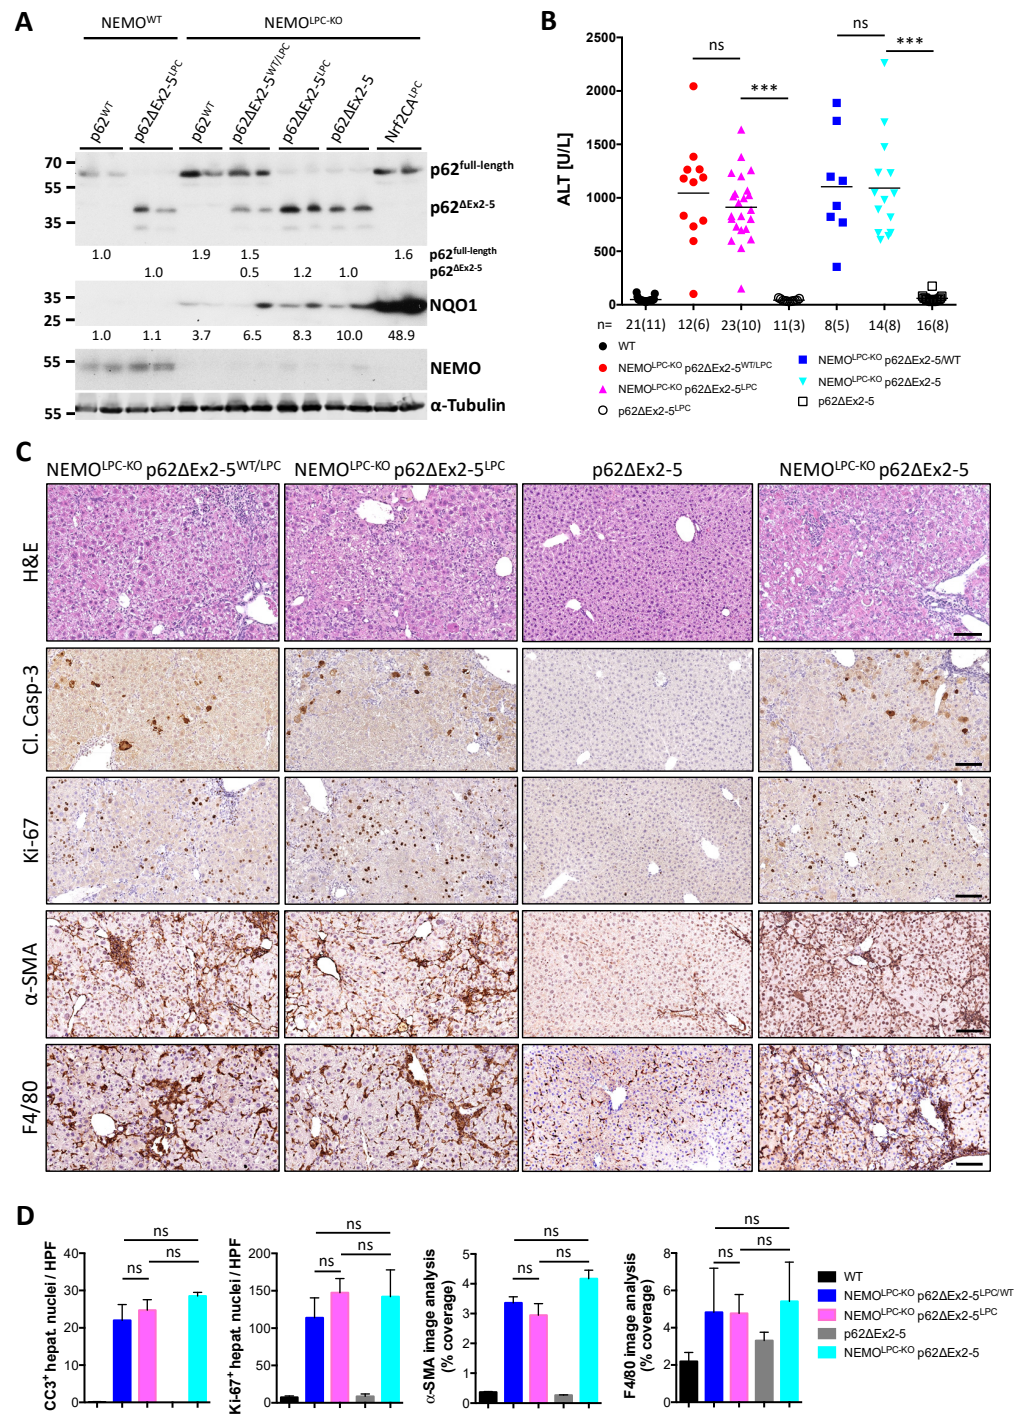 A
NEMOWT NEMOLPC-KO
p62WT p62ΔEx2-5LPC p62WT p62ΔEx2-5WT/LPC p62ΔEx2-5LPC p62ΔEx2-5 Nrf2CALPC
70 p62full-length
55
p62ΔEx2-5
35
1.0 1.9 1.5 1.6 p62full-length
1.0 0.5 1.2 1.0 p62ΔEx2-5
35 NQO1
25
1.0 1.1 3.7 6.5 8.3 10.0 48.9
55 NEMO
55 α-Tubulin
B
ALT [U/L]
2500
2000
1500
1000
500
0
ns
***
ns
***
n= 21(11) 12(6) 23(10) 11(3) 8(5) 14(8) 16(8)
WT
NEMOLPC-KO p62ΔEx2-5WT/LPC
NEMOLPC-KO p62ΔEx2-5LPC
p62ΔEx2-5LPC
NEMOLPC-KO p62ΔEx2-5/WT
NEMOLPC-KO p62ΔEx2-5
p62ΔEx2-5
C
NEMOLPC-KO p62ΔEx2-5WT/LPC NEMOLPC-KO p62ΔEx2-5LPC p62ΔEx2-5 NEMOLPC-KO p62ΔEx2-5
H&E
Cl. Casp-3
Ki-67
α-SMA
F4/80
D
CC3+ hepat. nuclei / HPF
40
30
20
10
0
ns
ns
ns
Ki-67+ hepat. nuclei / HPF
200
150
100
50
0
ns
ns
ns
α-SMA image analysis
(% coverage)
5
4
3
2
1
0
ns
ns
ns
F4/80 image analysis
(% coverage)
8
6
4
2
0
ns
ns
ns
WT
NEMOLPC-KO p62ΔEx2-5LPC/WT
NEMOLPC-KO p62ΔEx2-5LPC
p62ΔEx2-5
NEMOLPC-KO p62ΔEx2-5